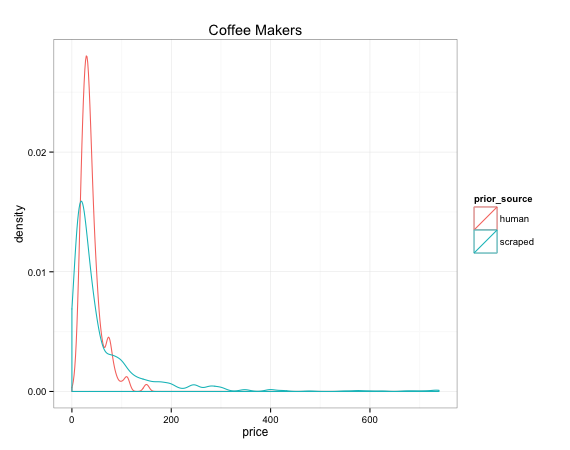 Coffee Makers
density
0.02
0.01
0.00
0
200
400
600
price
prior_source
human
scraped